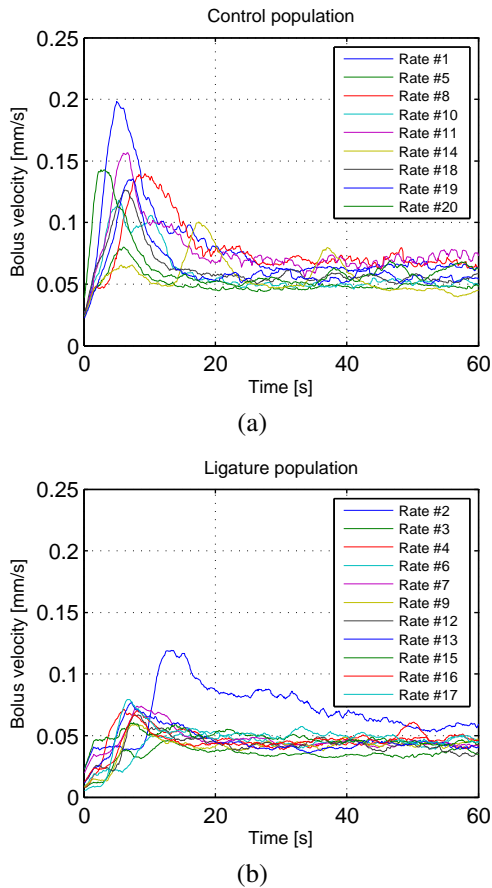 Control population
Bolus velocity [mm/s]
0.25
0.2
0.15
0.1
0.05
0
0 20 40 60
Time [s]
Rate #1
Rate #5
Rate #8
Rate #10
Rate #11
Rate #14
Rate #18
Rate #19
Rate #20
(a)
Ligature population
Bolus velocity [mm/s]
0.25
0.2
0.15
0.1
0.05
0
0 20 40 60
Time [s]
Rate #2
Rate #3
Rate #4
Rate #6
Rate #7
Rate #9
Rate #12
Rate #13
Rate #15
Rate #16
Rate #17
(b)